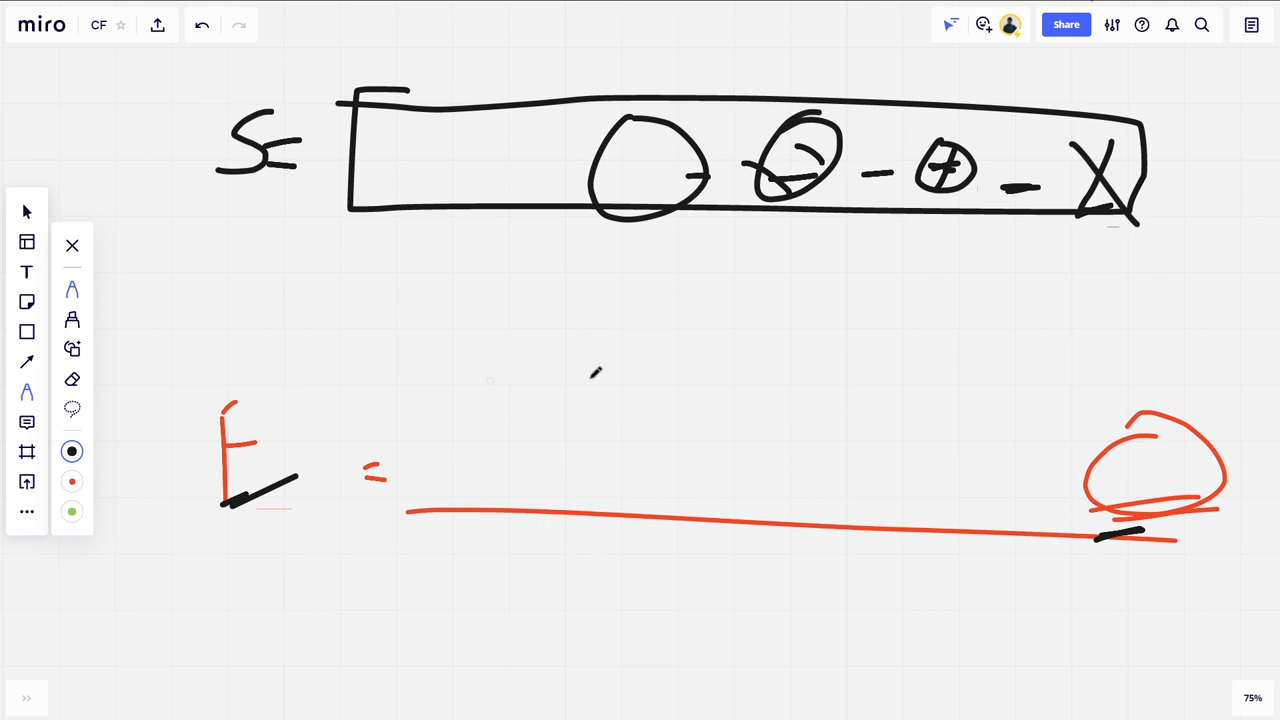 miro CF Share
S= O - - - X
F =
75%